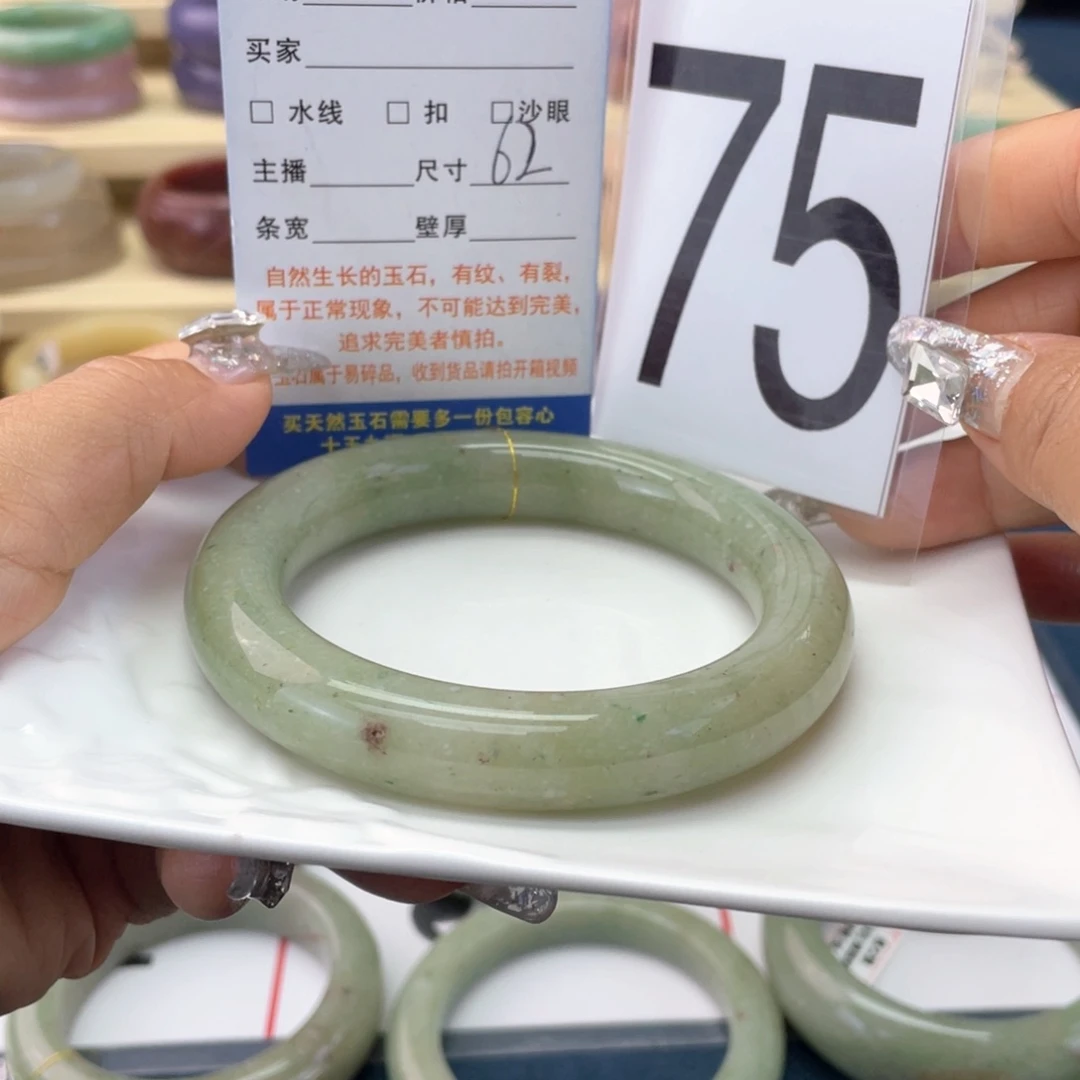 买家
□ 水线 □ 扣 □沙眼
主播 尺寸 62
条宽 壁厚
自然生长的玉石，有纹、有裂，
属于正常现象，不可能达到完美，
追求完美者慎拍。
玉石属于易碎品，收到货品请拍开箱视频
买天然玉石需要多一份包容心
75